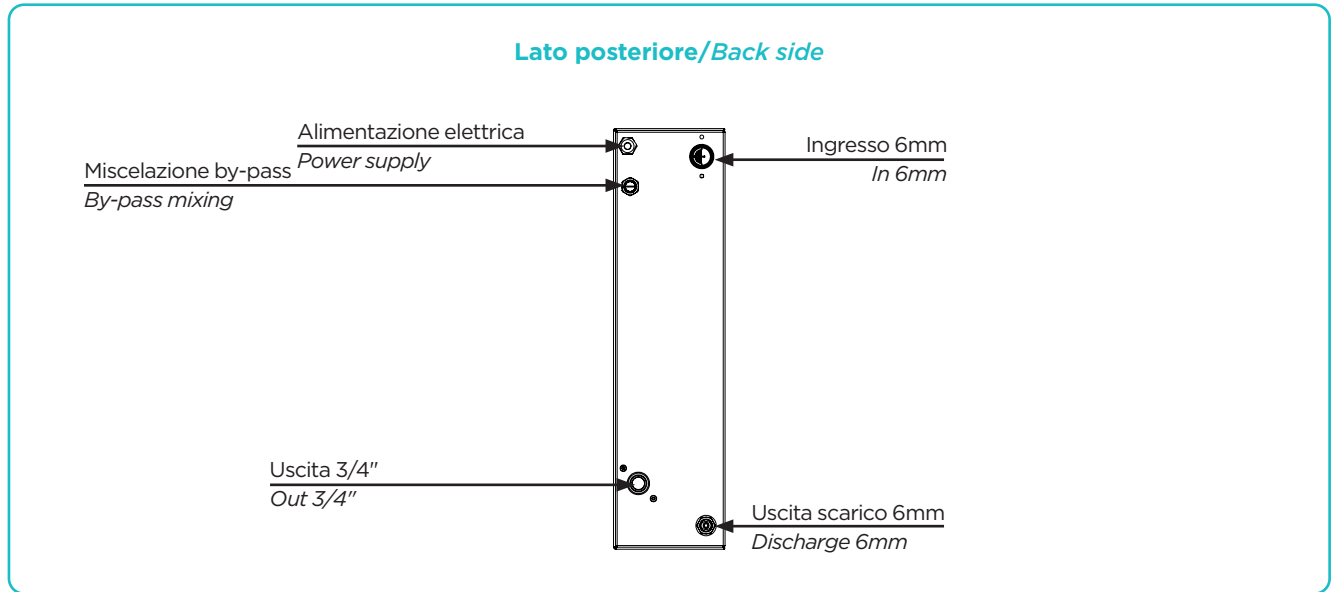 Lato posteriore/Back side
Alimentazione elettrica
Power supply
Miscelazione by-pass
By-pass mixing
Ingresso 6mm
In 6mm
Uscita 3/4"
Out 3/4"
Uscita scarico 6mm
Discharge 6mm